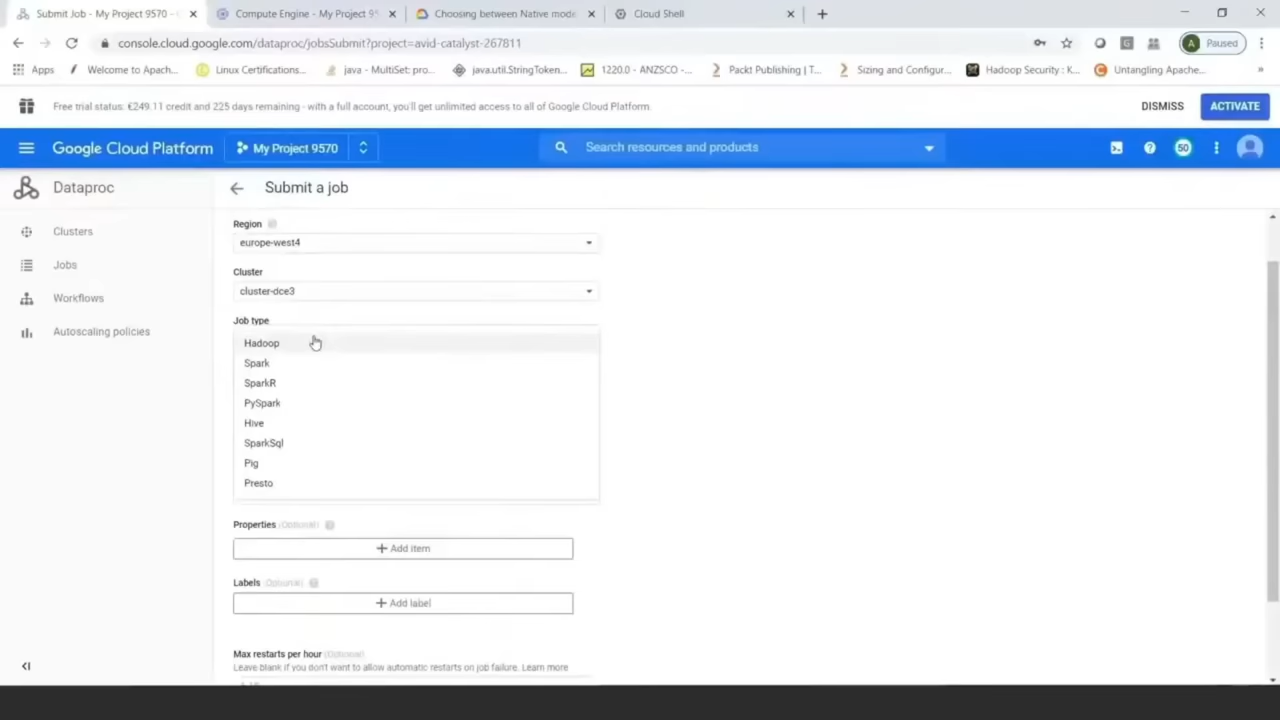 Submit Job - My Project 9570 -
Compute Engine - My Project 95
Choosing between Native mode
Cloud Shell
console.cloud.google.com/dataproc/jobsSubmit?project=avid-catalyst-267811
A Paused
Apps
Welcome to Apach...
Linux Certifications...
java - MultiSet: pro...
java.util.StringToken...
1220.0 - ANZSCO -...
Packt Publishing | T...
Sizing and Configur...
Hadoop Security : K...
Untangling Apache...
»
Free trial status: €249.11 credit and 225 days remaining - with a full account, you'll get unlimited access to all of Google Cloud Platform.
DISMISS
ACTIVATE
Google Cloud Platform
My Project 9570
Search resources and products
50
Dataproc
Submit a job
Clusters
Jobs
Workflows
Autoscaling policies
Region
europe-west4
Cluster
cluster-dce3
Job type
Hadoop
Spark
SparkR
PySpark
Hive
SparkSql
Pig
Presto
Properties (Optional)
+ Add item
Labels (Optional)
+ Add label
Max restarts per hour (Optional)
Leave blank if you don't want to allow automatic restarts on job failure. Learn more